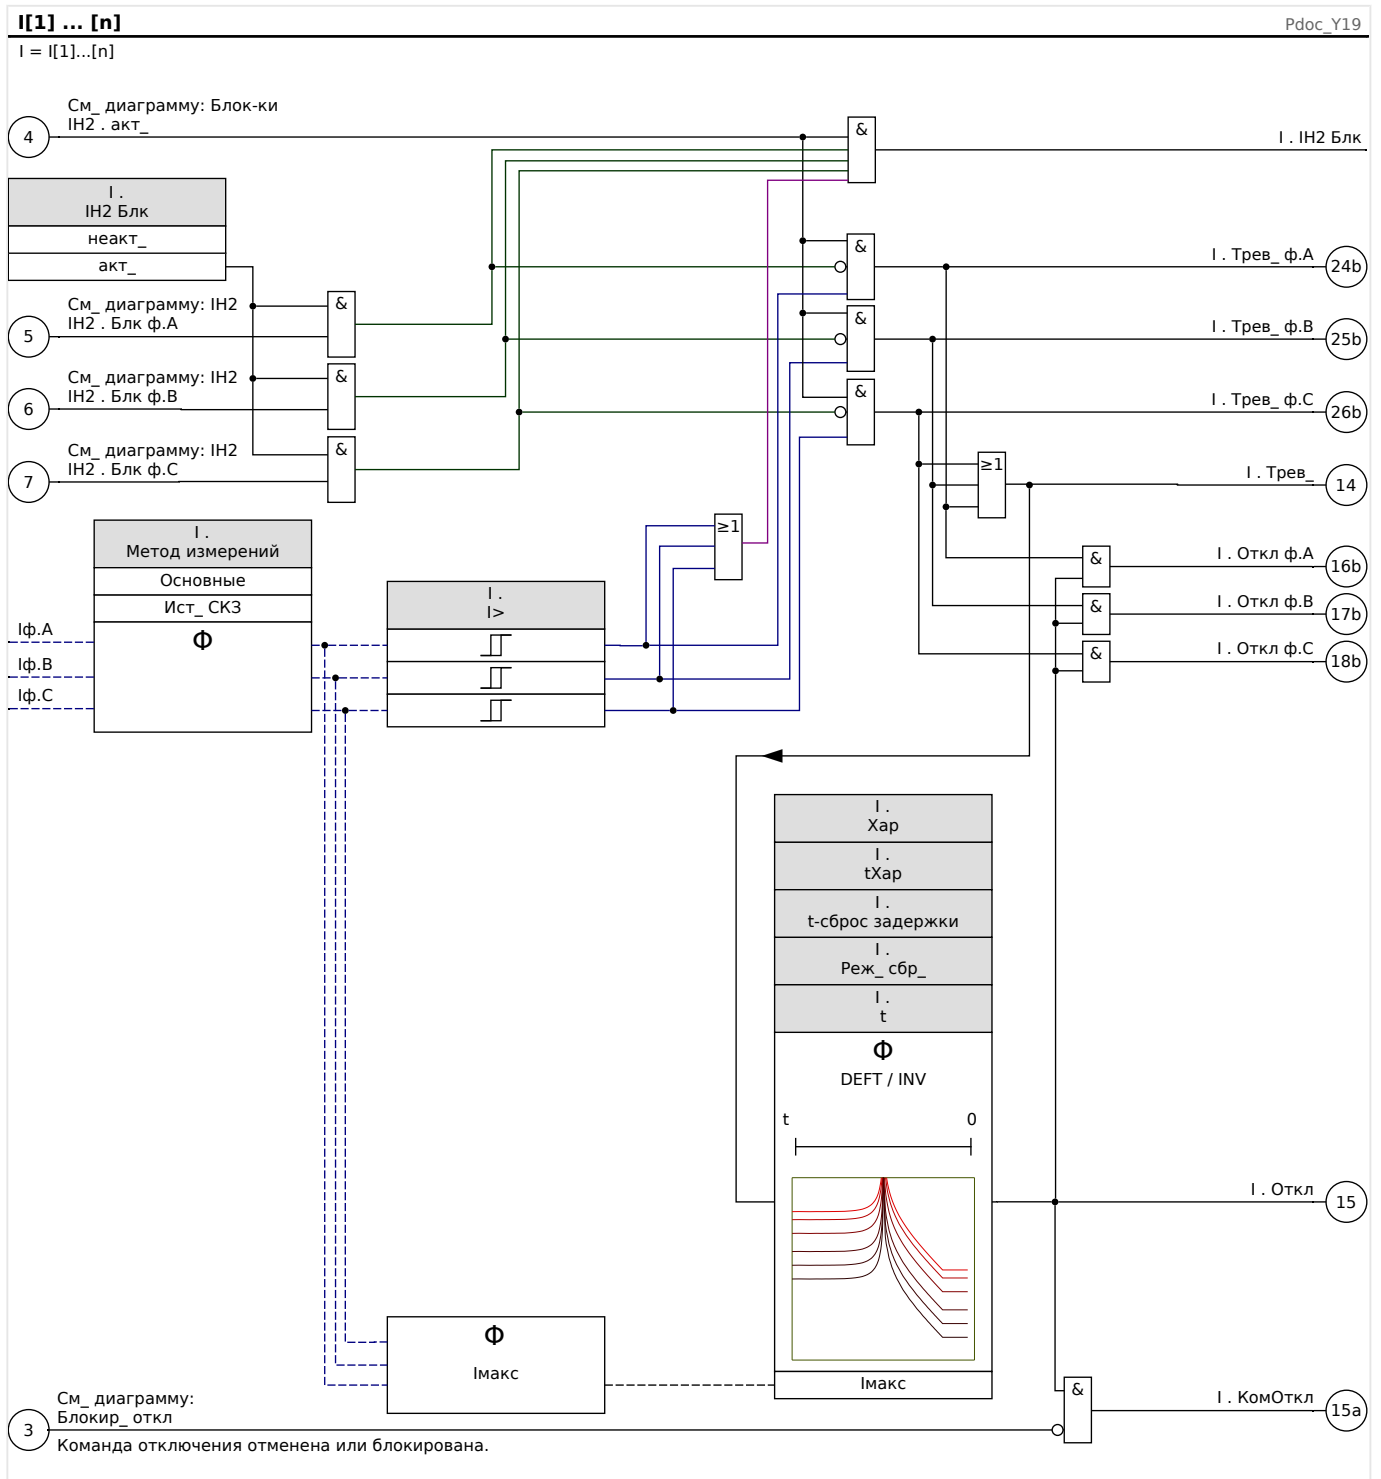 I[1] ... [n]
Pdoc_Y19
I = I[1]...[n]
См_ диаграмму: Блок-ки
IH2 . акт_
4
&
I . IH2 Блк
I .
IH2 Блк
неакт_
акт_
&
I . Трев_ ф.A
24b
См_ диаграмму: IH2
IH2 . Блк ф.A
5
&
&
I . Трев_ ф.B
25b
См_ диаграмму: IH2
IH2 . Блк ф.B
6
&
&
I . Трев_ ф.C
26b
См_ диаграмму: IH2
IH2 . Блк ф.C
7
&
≥1
I . Трев_
14
I .
Метод измерений
Основные
Ист_ СКЗ
Φ
Iф.A
Iф.B
Iф.C
≥1
I .
I>
&
I . Откл ф.A
16b
&
I . Откл ф.B
17b
&
I . Откл ф.C
18b
I .
Хар
I .
tХар
I .
t-сброс задержки
I .
Реж_ сбр_
I .
t
Φ
DEFT / INV
t
0
I . Откл
15
Φ
Iмакс
Iмакс
&
I . КомОткл
15a
См_ диаграмму:
Блокир_ откл
3
Команда отключения отменена или блокирована.